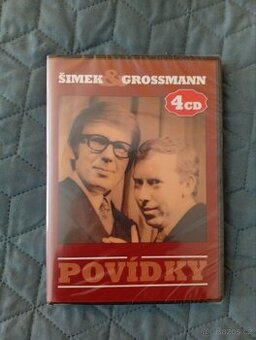 ŠIMEK & GROSSMANN
4CD
POVÍDKY